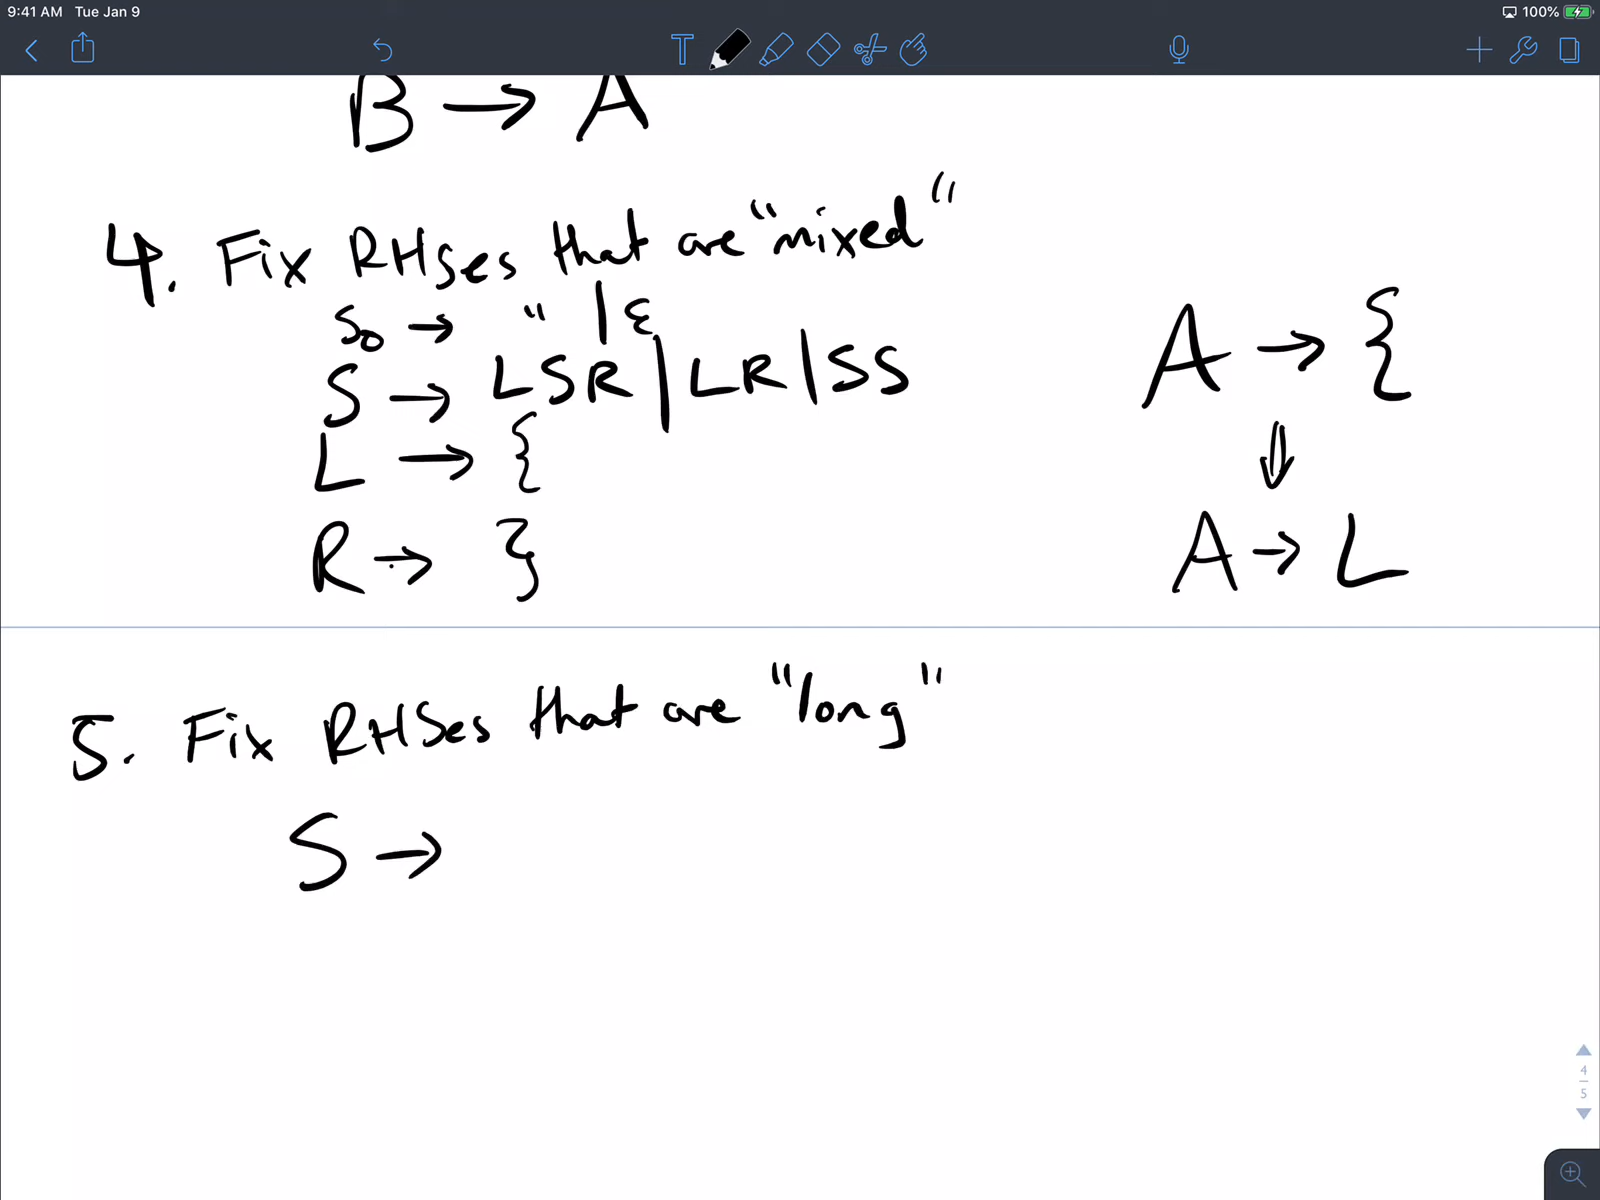 9:41 AM Tue Jan 9
100%
B → A
4. Fix RHSes that are "mixed"
S₀ → " | ε
S → LSR | LR | SS
L → {
R → }
A → {
⇓
A → L
5. Fix RHSes that are "long"
S →
4
5